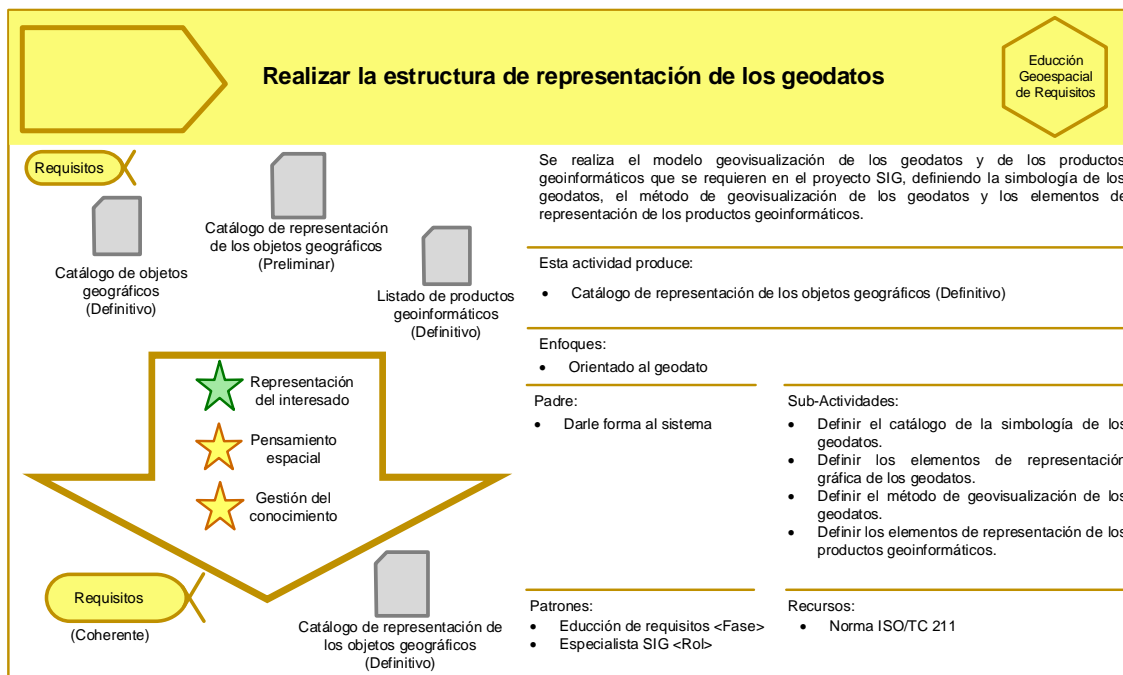 Realizar la estructura de representación de los geodatos
Educción
Geoespacial
de Requisitos
Requisitos
Catálogo de objetos
geográficos
(Definitivo)
Catálogo de representación
de los objetos geográficos
(Preliminar)
Listado de productos
geoinformáticos
(Definitivo)
Representación
del interesado
Pensamiento
espacial
Gestión del
conocimiento
Requisitos
(Coherente)
Catálogo de representación de
los objetos geográficos
(Definitivo)
Se realiza el modelo geovisualización de los geodatos y de los productos
geoinformáticos que se requieren en el proyecto SIG, definiendo la simbología de los
geodatos, el método de geovisualización de los geodatos y los elementos de
representación de los productos geoinformáticos.
Esta actividad produce:
• Catálogo de representación de los objetos geográficos (Definitivo)
Enfoques:
• Orientado al geodato
Padre:
• Darle forma al sistema
Sub-Actividades:
• Definir el catálogo de la simbología de los
geodatos.
• Definir los elementos de representación
gráfica de los geodatos.
• Definir el método de geovisualización de los
geodatos.
• Definir los elementos de representación de los
productos geoinformáticos.
Patrones:
• Educción de requisitos <Fase>
• Especialista SIG <Rol>
Recursos:
• Norma ISO/TC 211